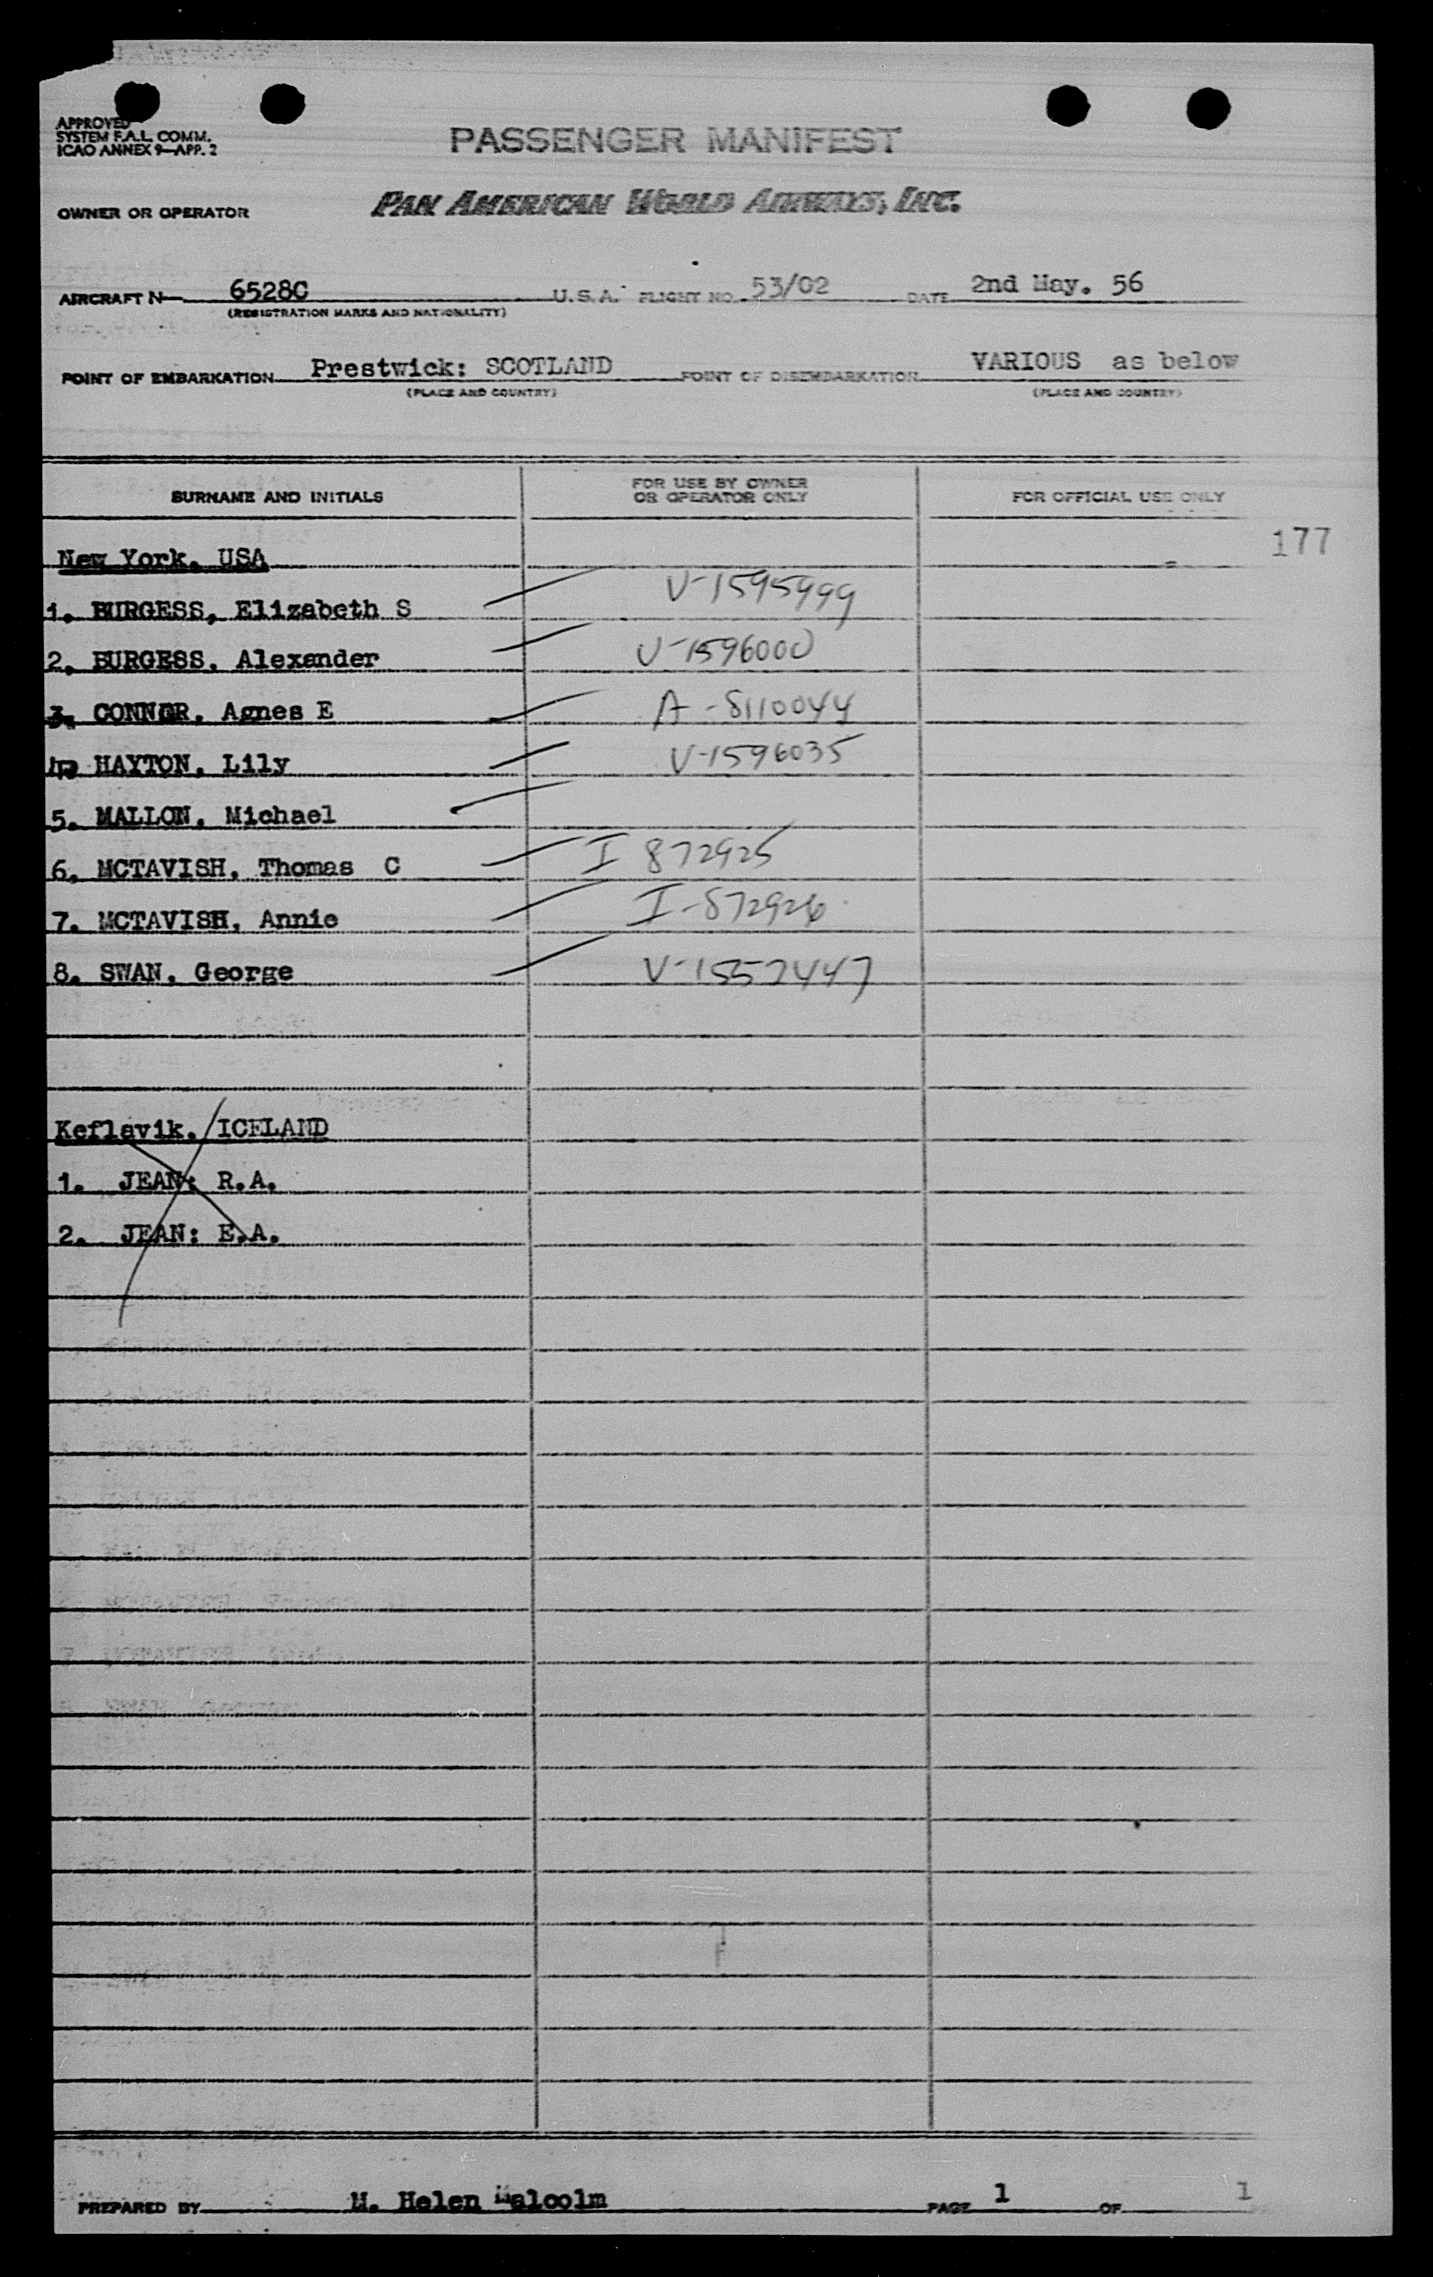 APPROVED
SYSTEM F.A.L. COMM.
ICAO ANNEX 9—APP. 2
PASSENGER MANIFEST
OWNER OR OPERATOR PAN AMERICAN WORLD AIRWAYS, INC.
AIRCRAFT N— 6528C U.S.A. FLIGHT NO. 53/02 DATE 2nd May. 56
(REGISTRATION MARKS AND NATIONALITY)
POINT OF EMBARKATION Prestwick: SCOTLAND POINT OF DISEMBARKATION VARIOUS as below
(PLACE AND COUNTRY) (PLACE AND COUNTRY)
SURNAME AND INITIALS FOR USE BY OWNER OR OPERATOR ONLY FOR OFFICIAL USE ONLY
New York, USA 177
1. BURGESS, Elizabeth S V-1595999
2. BURGESS, Alexander V-1596000
3. CONNER, Agnes E A-8110044
4. HAYTON, Lily V-1596035
5. MALLON, Michael
6. MCTAVISH, Thomas C I 872925
7. MCTAVISH, Annie I-872926
8. SWAN, George V-1557447
Keflavik, ICELAND
1. JEAN: R.A.
2. JEAN: E.A.
PREPARED BY M. Helen Malcolm PAGE 1 OF 1